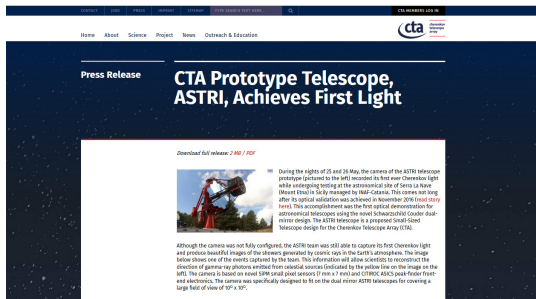 CONTACT JOBS PRESS IMPRINT SITEMAP TYPE SEARCH TEXT HERE... CTA MEMBERS LOG IN
Home About Science Project News Outreach & Education
cta cherenkov
telescope
array
Press Release
CTA Prototype Telescope,
ASTRI, Achieves First Light
Download full release: 2 MB / PDF
During the nights of 25 and 26 May, the camera of the ASTRI telescope
prototype (pictured to the left) recorded its first ever Cherenkov light
while undergoing testing at the astronomical site of Serra La Nave
(Mount Etna) in Sicily managed by INAF-Catania. This comes not long
after its optical validation was achieved in November 2016 (read story
here). This accomplishment was the first optical demonstration for
astronomical telescopes using the novel Schwarzschild Couder dual-
mirror design. The ASTRI telescope is a proposed Small-Sized
Telescope design for the Cherenkov Telescope Array (CTA).
Although the camera was not fully configured, the ASTRI team was still able to capture its first Cherenkov light
and produce beautiful images of the showers generated by cosmic rays in the Earth's atmosphere. The image
below shows one of the events captured by the team. This information will allow scientists to reconstruct the
direction of gamma-ray photons emitted from celestial sources (indicated by the yellow line on the image on the
left). The camera is based on novel SiPM small pixel sensors (7 mm x 7 mm) and CITIROC ASICS peak-finder front-
end electronics. The camera was specifically designed to fit on the dual mirror ASTRI telescopes for covering a
large field of view of 10° x 10°.